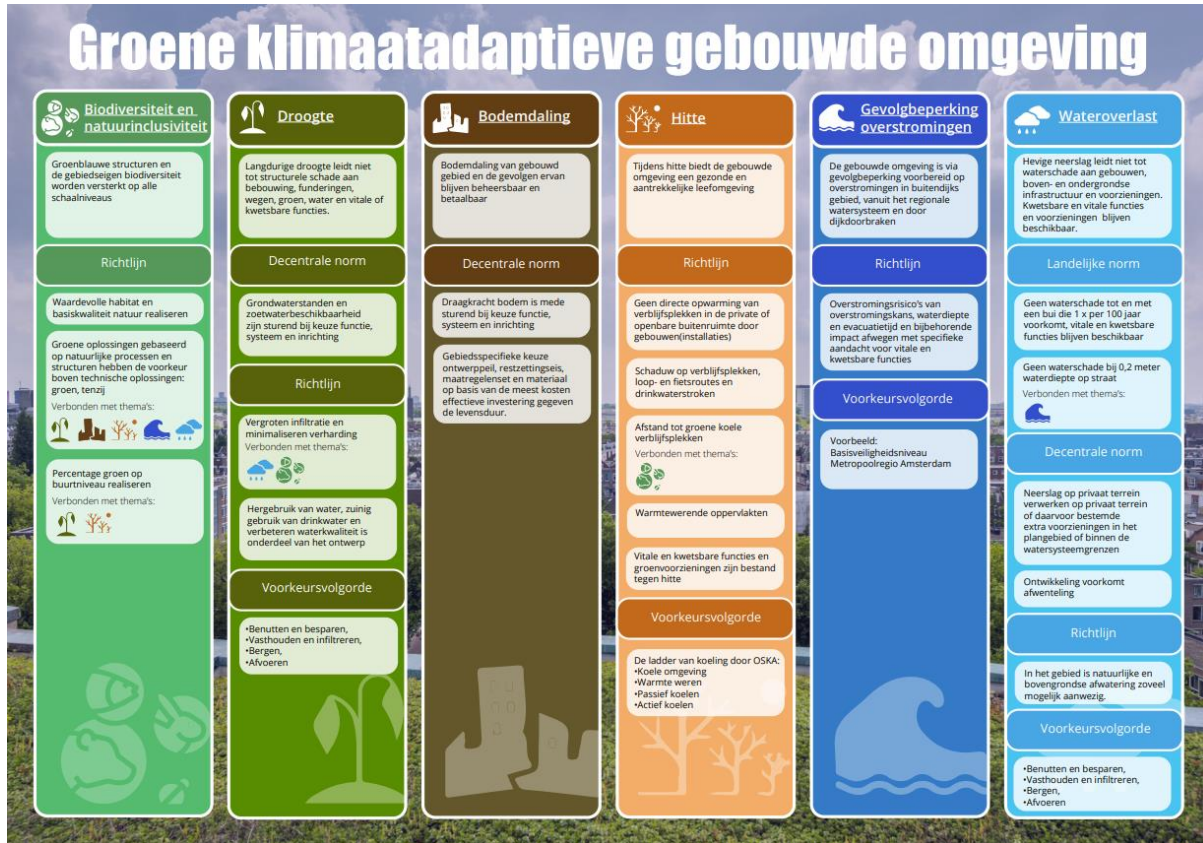 Groene klimaatadaptieve gebouwde omgeving
Biodiversiteit en
natuurinclusiviteit
Groenblauwe structuren en
de gebiedseigen biodiversiteit
worden versterkt op alle
schaalniveaus
Richtlijn
Waardevolle habitat en
basiskwaliteit natuur realiseren
Groene oplossingen gebaseerd
op natuurlijke processen en
structuren hebben de voorkeur
boven technische oplossingen:
groen, tenzij
Verbonden met thema's:
Percentage groen op
buurtniveau realiseren
Verbonden met thema's:
Droogte
Langdurige droogte leidt niet
tot structurele schade aan
bebouwing, funderingen,
wegen, groen, water en vitale of
kwetsbare functies.
Decentrale norm
Grondwaterstanden en
zoetwaterbeschikbaarheid
zijn sturend bij keuze functie,
systeem en inrichting
Richtlijn
Vergroten infiltratie en
minimaliseren verharding
Verbonden met thema's:
Hergebruik van water, zuinig
gebruik van drinkwater en
verbeteren waterkwaliteit is
onderdeel van het ontwerp
Voorkeursvolgorde
•Benutten en besparen,
•Vasthouden en infiltreren,
•Bergen,
•Afvoeren
Bodemdaling
Bodemdaling van gebouwd
gebied en de gevolgen ervan
blijven beheersbaar en
betaalbaar
Decentrale norm
Draagkracht bodem is mede
sturend bij keuze functie,
systeem en inrichting
Gebiedsspecifieke keuze
ontwerppeil, restzettingseis,
maatregelenset en materiaal
op basis van de meest kosten
effectieve investering gegeven
de levensduur.
Hitte
Tijdens hitte biedt de gebouwde
omgeving een gezonde en
aantrekkelijke leefomgeving
Richtlijn
Geen directe opwarming van
verblijfsplekken in de private of
openbare buitenruimte door
gebouwen(installaties)
Schaduw op verblijfsplekken,
loop- en fietsroutes en
drinkwaterstroken
Afstand tot groene koele
verblijfsplekken
Verbonden met thema's:
Warmtewerende oppervlakten
Vitale en kwetsbare functies en
groenvoorzieningen zijn bestand
tegen hitte
Voorkeursvolgorde
De ladder van koeling door OSKA:
•Koele omgeving
•Warmte weren
•Passief koelen
•Actief koelen
Gevolgbeperking
overstromingen
De gebouwde omgeving is via
gevolgbeperking voorbereid op
overstromingen in buitendijks
gebied, vanuit het regionale
watersysteem en door
dijkdoorbraken
Richtlijn
Overstromingsrisico's van
overstromingskans, waterdiepte
en evacuatietijd en bijbehorende
impact afwegen met specifieke
aandacht voor vitale en
kwetsbare functies
Voorkeursvolgorde
Voorbeeld:
Basisveiligheidsniveau
Metropoolregio Amsterdam
Wateroverlast
Hevige neerslag leidt niet tot
waterschade aan gebouwen,
boven- en ondergrondse
infrastructuur en voorzieningen.
Kwetsbare en vitale functies
en voorzieningen blijven
beschikbaar.
Landelijke norm
Geen waterschade tot en met
een bui die 1 x per 100 jaar
voorkomt, vitale en kwetsbare
functies blijven beschikbaar
Geen waterschade bij 0,2 meter
waterdiepte op straat
Verbonden met thema's:
Decentrale norm
Neerslag op privaat terrein
verwerken op privaat terrein
of daarvoor bestemde
extra voorzieningen in het
plangebied of binnen de
watersysteemgrenzen
Ontwikkeling voorkomt
afwenteling
Richtlijn
In het gebied is natuurlijke en
bovengrondse afwatering zoveel
mogelijk aanwezig.
Voorkeursvolgorde
•Benutten en besparen,
•Vasthouden en infiltreren,
•Bergen,
•Afvoeren